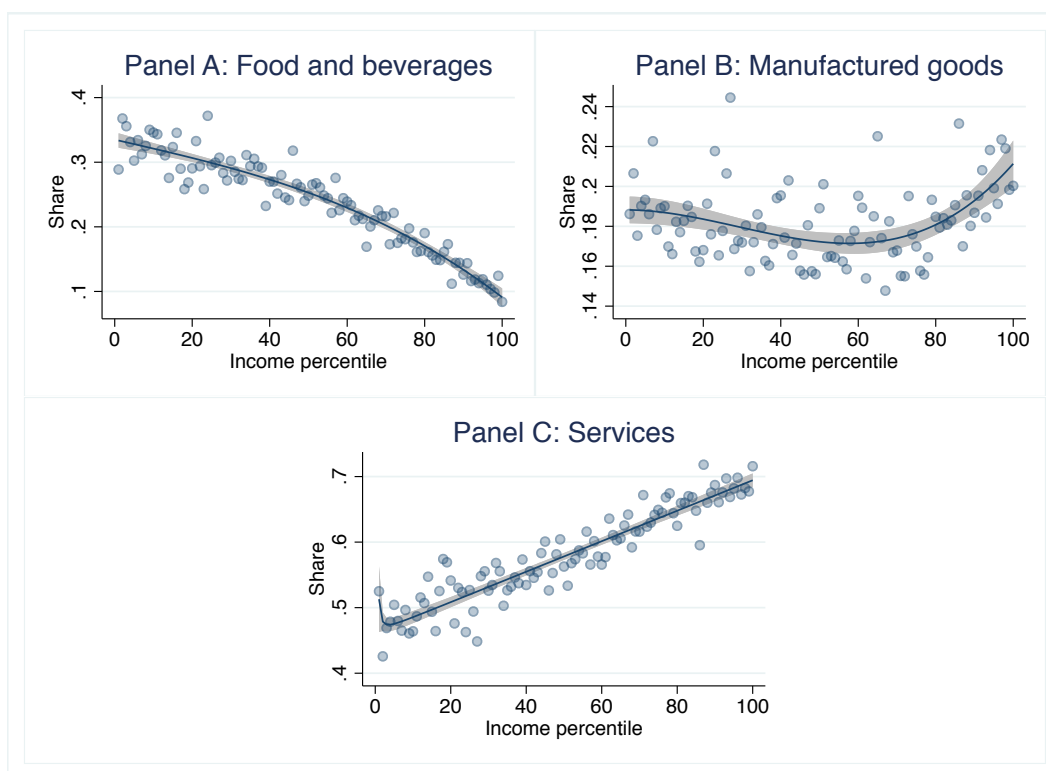 Panel A: Food and beverages
.4
.3
.2
.1
Share
0 20 40 60 80 100
Income percentile
Panel B: Manufactured goods
.24
.22
.2
.18
.16
.14
Share
0 20 40 60 80 100
Income percentile
Panel C: Services
.7
.6
.5
.4
Share
0 20 40 60 80 100
Income percentile